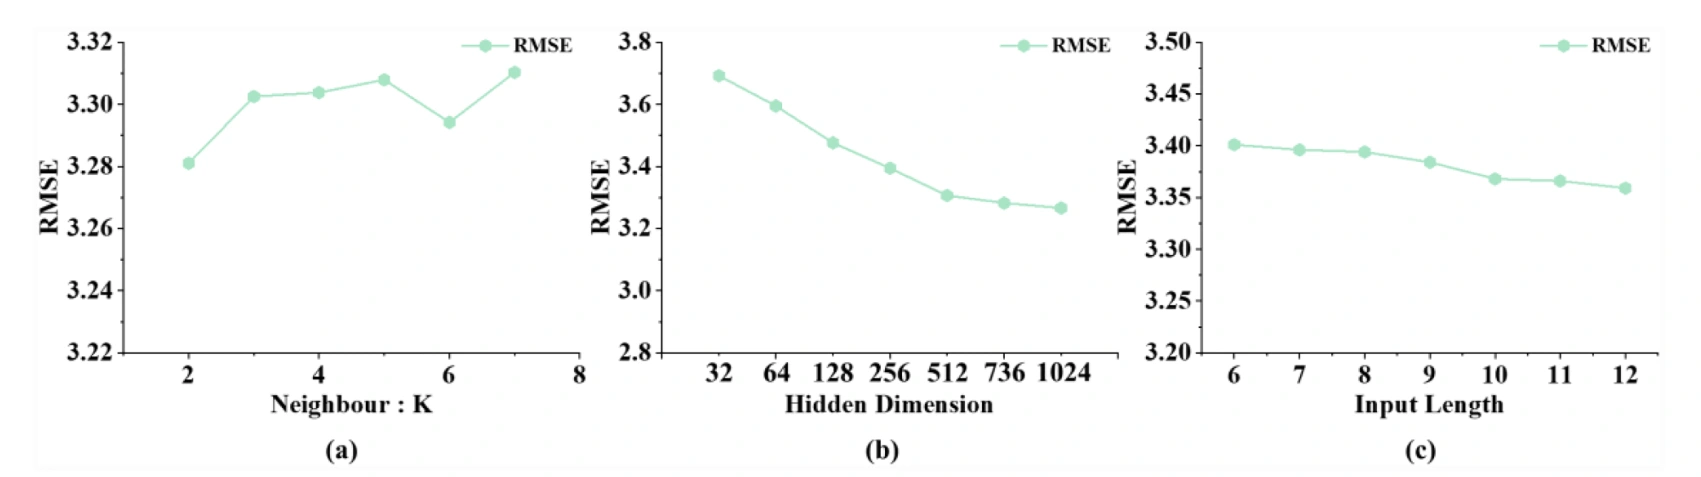 RMSE
3.32
3.30
3.28
3.26
3.24
3.22
RMSE
2 4 6 8
Neighbour : K
(a)
RMSE
3.8
3.6
3.4
3.2
3.0
2.8
RMSE
32 64 128 256 512 736 1024
Hidden Dimension
(b)
RMSE
3.50
3.45
3.40
3.35
3.30
3.25
3.20
RMSE
6 7 8 9 10 11 12
Input Length
(c)